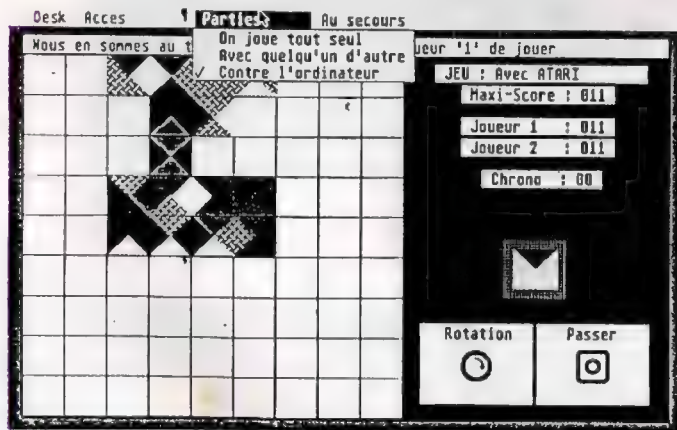 Desk Acces Parties Au secours
On joue tout seul
Avec quelqu'un d'autre
✓ Contre l'ordinateur
Nous en sommes au t
ueur '1' de jouer
JEU : Avec ATARI
Maxi-Score : 011
Joueur 1 : 011
Joueur 2 : 011
Chrono : 00
Rotation Passer